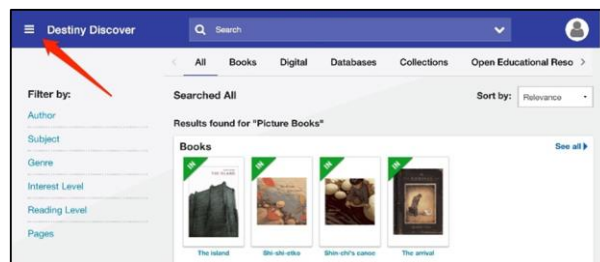 Destiny Discover
Search
All Books Digital Databases Collections Open Educational Reso
Filter by:
Author
Subject
Genre
Interest Level
Reading Level
Pages
Searched All
Sort by: Relevance
Results found for "Picture Books"
Books
See all
IN IN IN IN
The island Shi-shi-etko Shin-chi's canoe The arrival